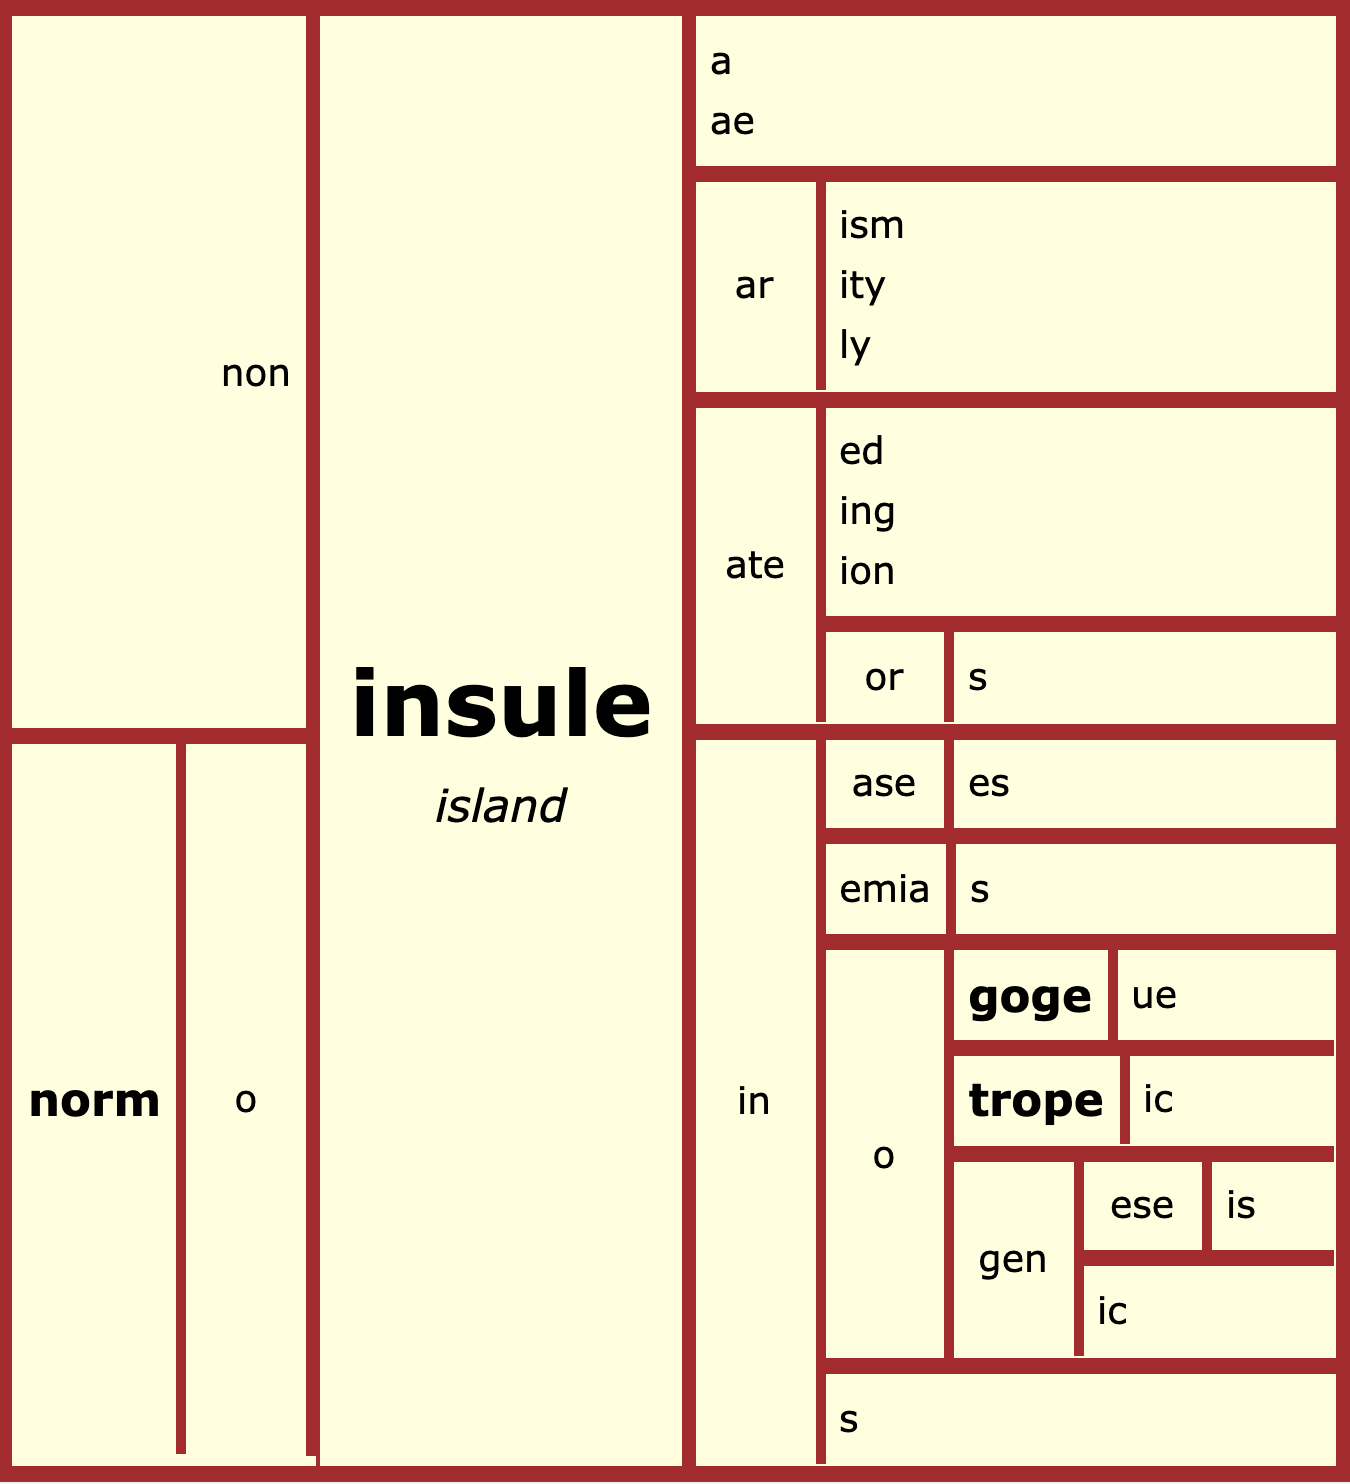 non
norm
o
insule
island
a
ae
ar
ism
ity
ly
ate
ed
ing
ion
or
s
in
ase
es
emia
s
o
goge
ue
trope
ic
gen
ese
is
ic
s